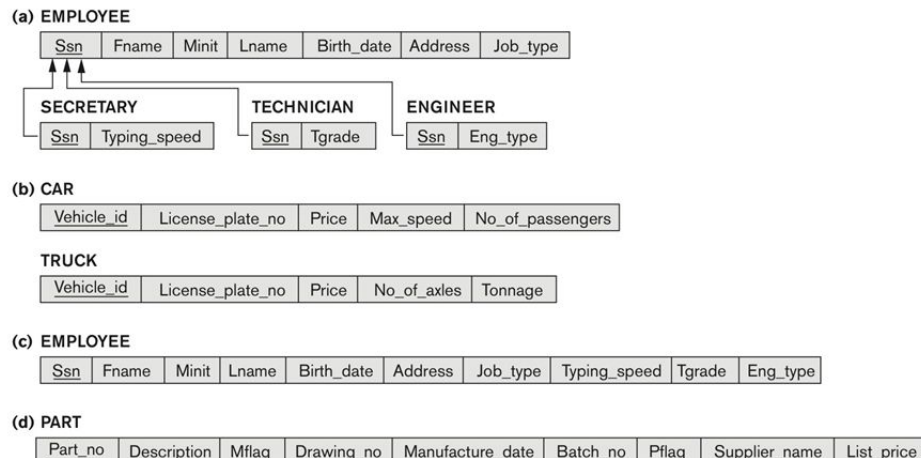 (a) EMPLOYEE
Ssn Fname Minit Lname Birth_date Address Job_type
SECRETARY TECHNICIAN ENGINEER
Ssn Typing_speed Ssn Tgrade Ssn Eng_type
(b) CAR
Vehicle_id License_plate_no Price Max_speed No_of_passengers
TRUCK
Vehicle_id License_plate_no Price No_of_axles Tonnage
(c) EMPLOYEE
Ssn Fname Minit Lname Birth_date Address Job_type Typing_speed Tgrade Eng_type
(d) PART
Part_no Description Mflag Drawing_no Manufacture_date Batch_no Pflag Supplier_name List_price